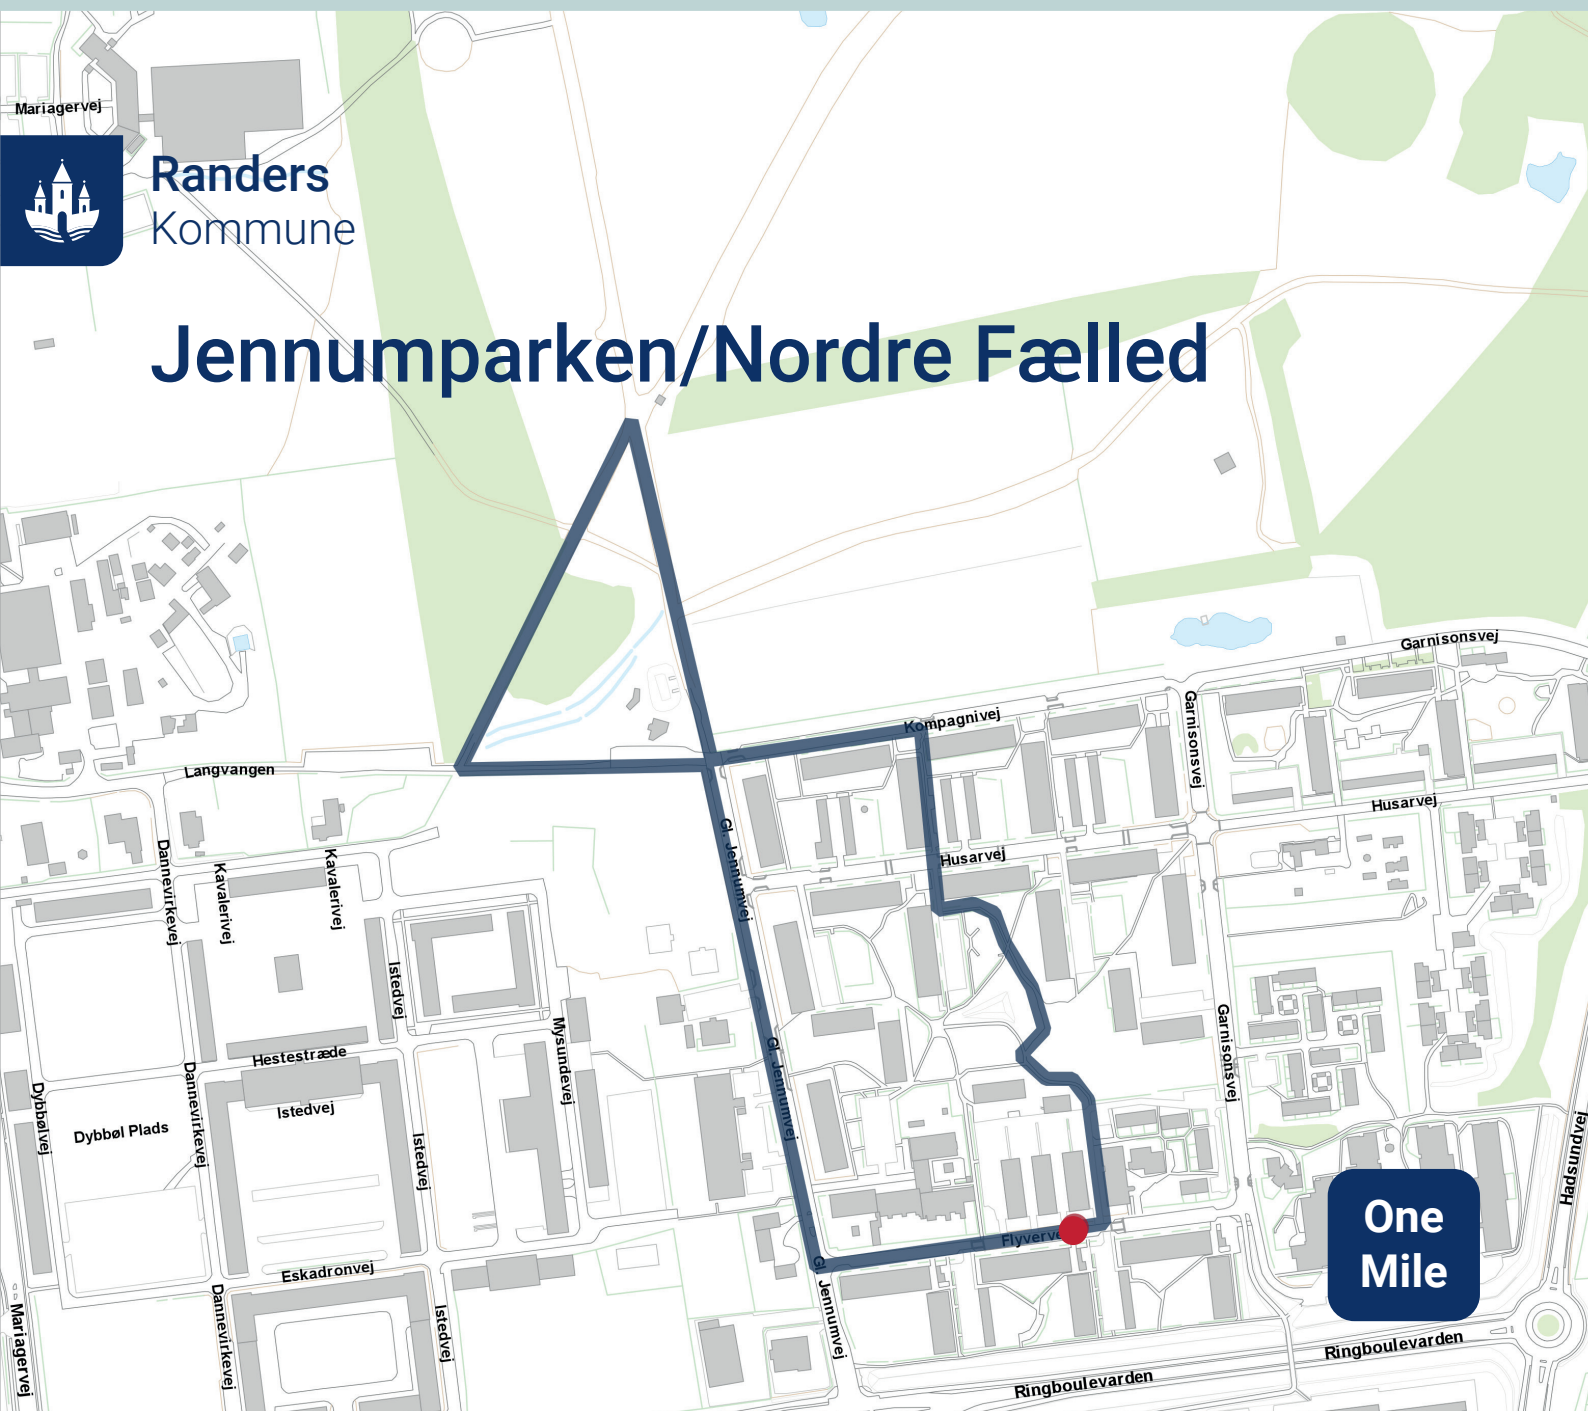 Mariagervej
Randers
Kommune
Jennumparken/Nordre Fælled
Garnisonsvej
Kompagnivej
Garnisonsvej
Langvangen
Husarvej
Gl. Jennumvej
Husarvej
Dannevirkevej
Kavalerivej
Kavalerivej
Istedvej
Garnisonsvej
Mysundevej
Gl. Jennumvej
Hestestræde
Dannevirkevej
Dybbølvej
Istedvej
Dybbøl Plads
Istedvej
Hadsundvej
One
Mile
Flyverve
Gl. Jennumvej
Eskadronvej
Dannevirkevej
Istedvej
Mariagervej
Ringboulevarden
Ringboulevarden